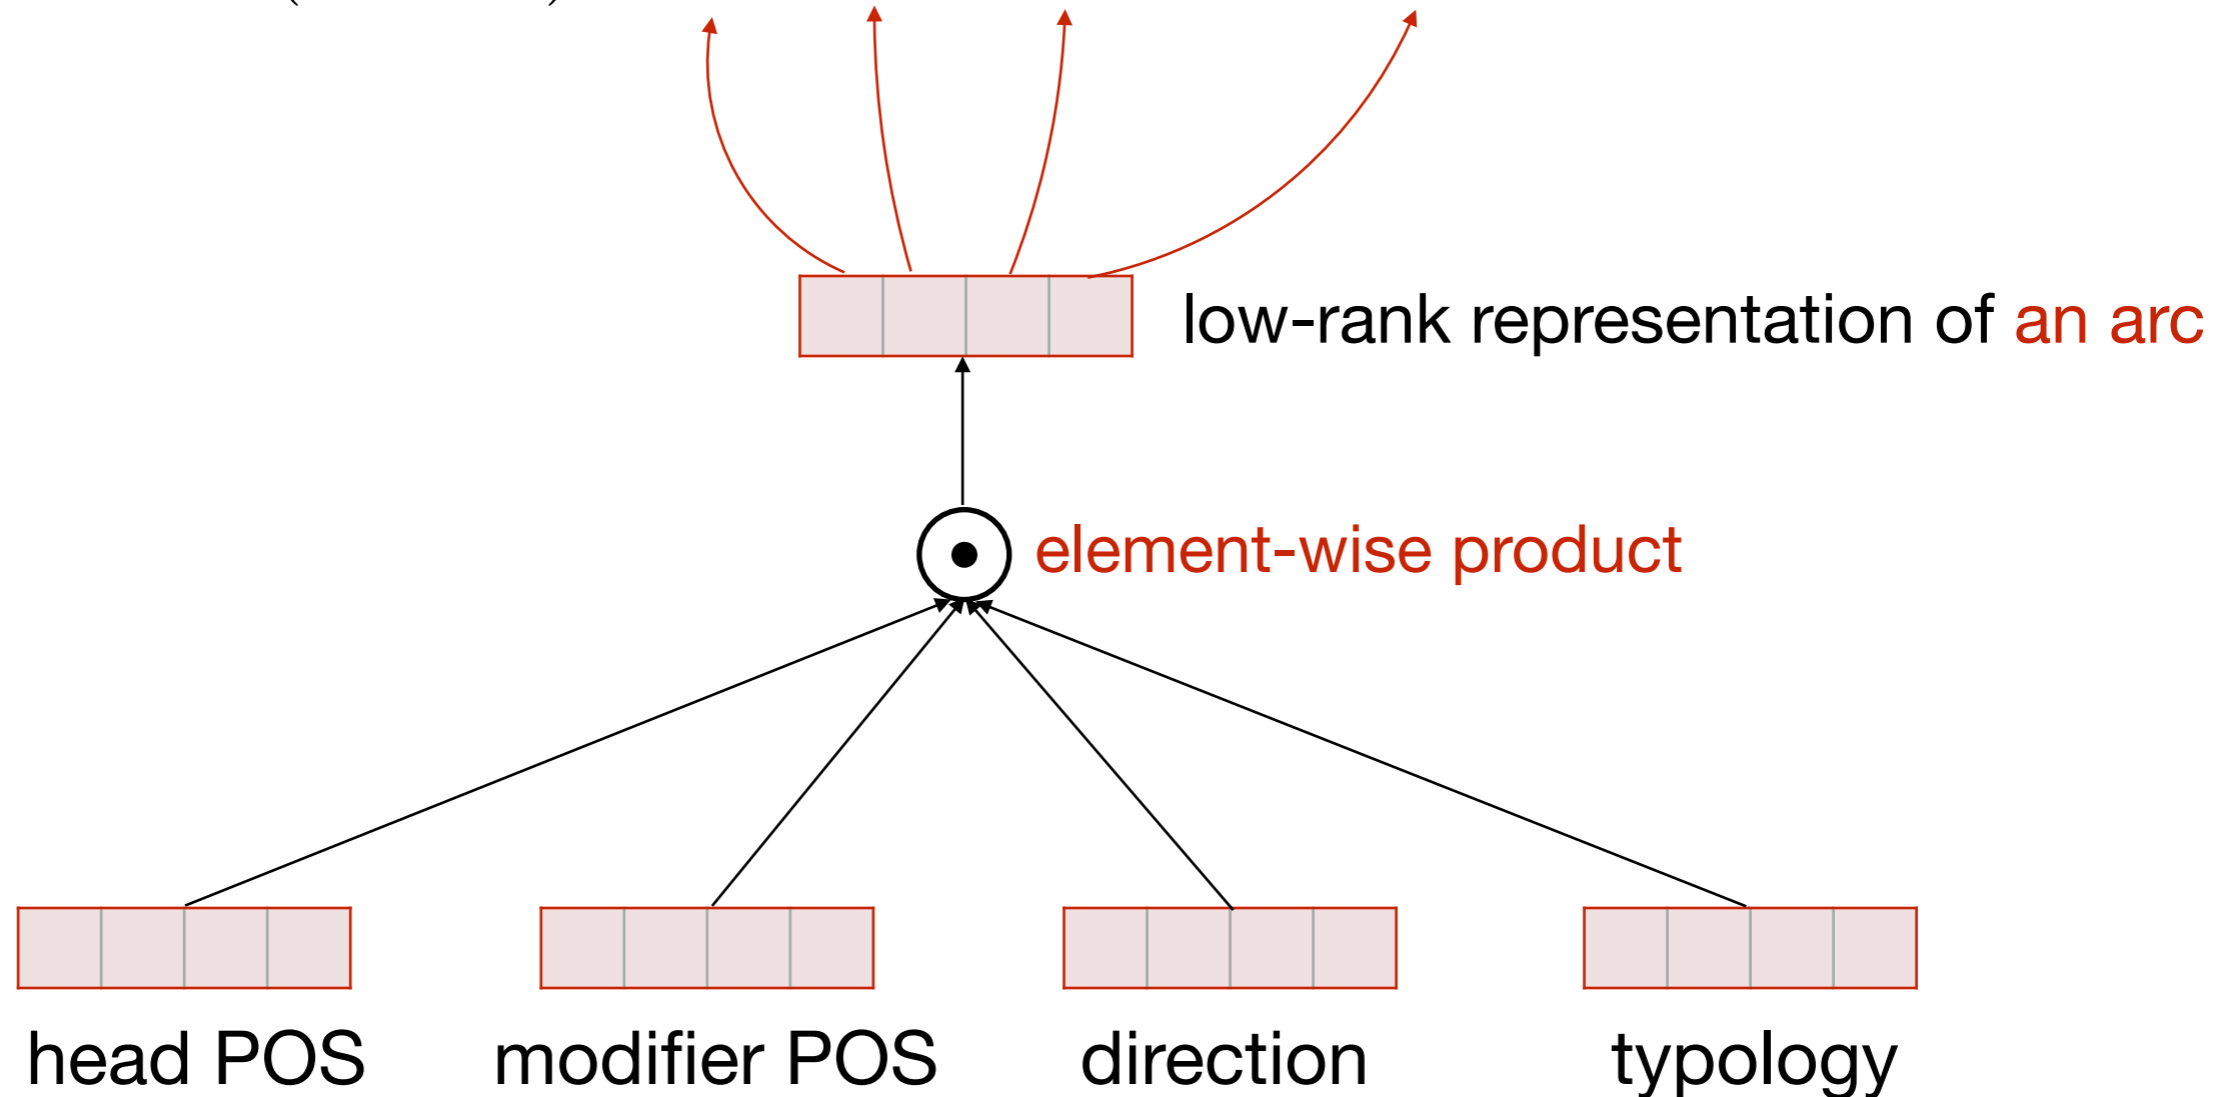 low-rank representation of an arc
element-wise product
head POS modifier POS direction typology